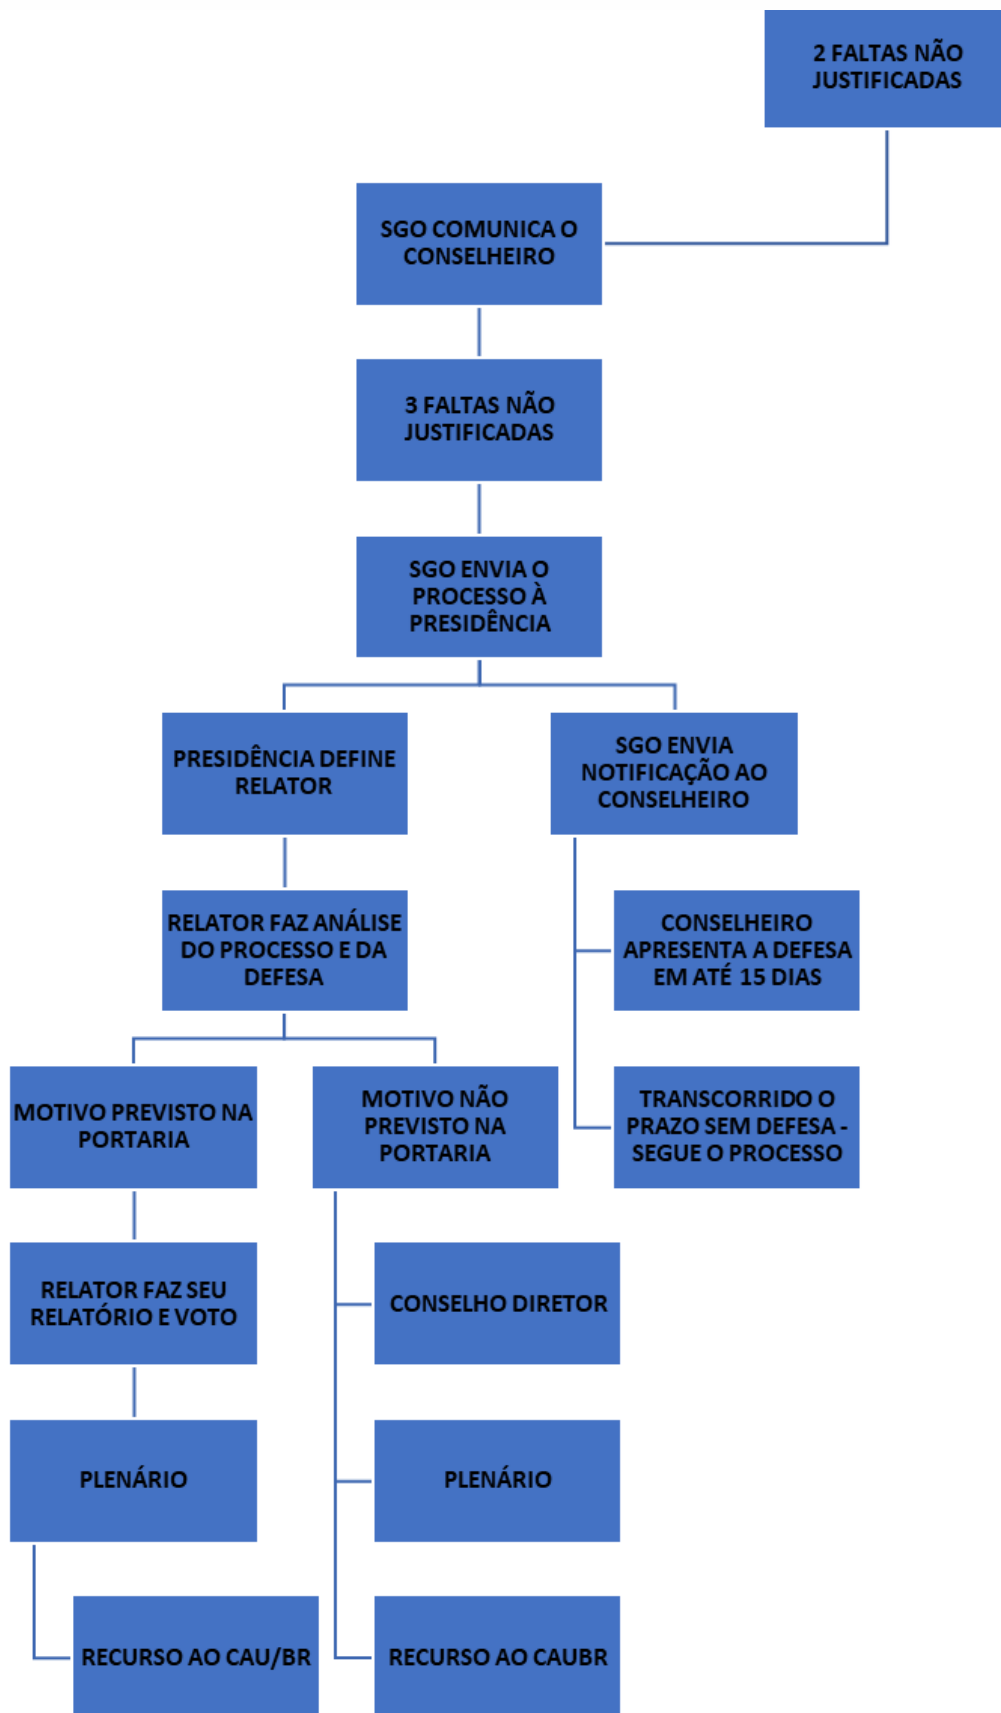 2 FALTAS NÃO
JUSTIFICADAS
SGO COMUNICA O
CONSELHEIRO
3 FALTAS NÃO
JUSTIFICADAS
SGO ENVIA O
PROCESSO À
PRESIDÊNCIA
PRESIDÊNCIA DEFINE
RELATOR
SGO ENVIA
NOTIFICAÇÃO AO
CONSELHEIRO
RELATOR FAZ ANÁLISE
DO PROCESSO E DA
DEFESA
CONSELHEIRO
APRESENTA A DEFESA
EM ATÉ 15 DIAS
MOTIVO PREVISTO NA
PORTARIA
MOTIVO NÃO
PREVISTO NA
PORTARIA
TRANSCORRIDO O
PRAZO SEM DEFESA -
SEGUE O PROCESSO
RELATOR FAZ SEU
RELATÓRIO E VOTO
CONSELHO DIRETOR
PLENÁRIO
PLENÁRIO
RECURSO AO CAU/BR
RECURSO AO CAUBR